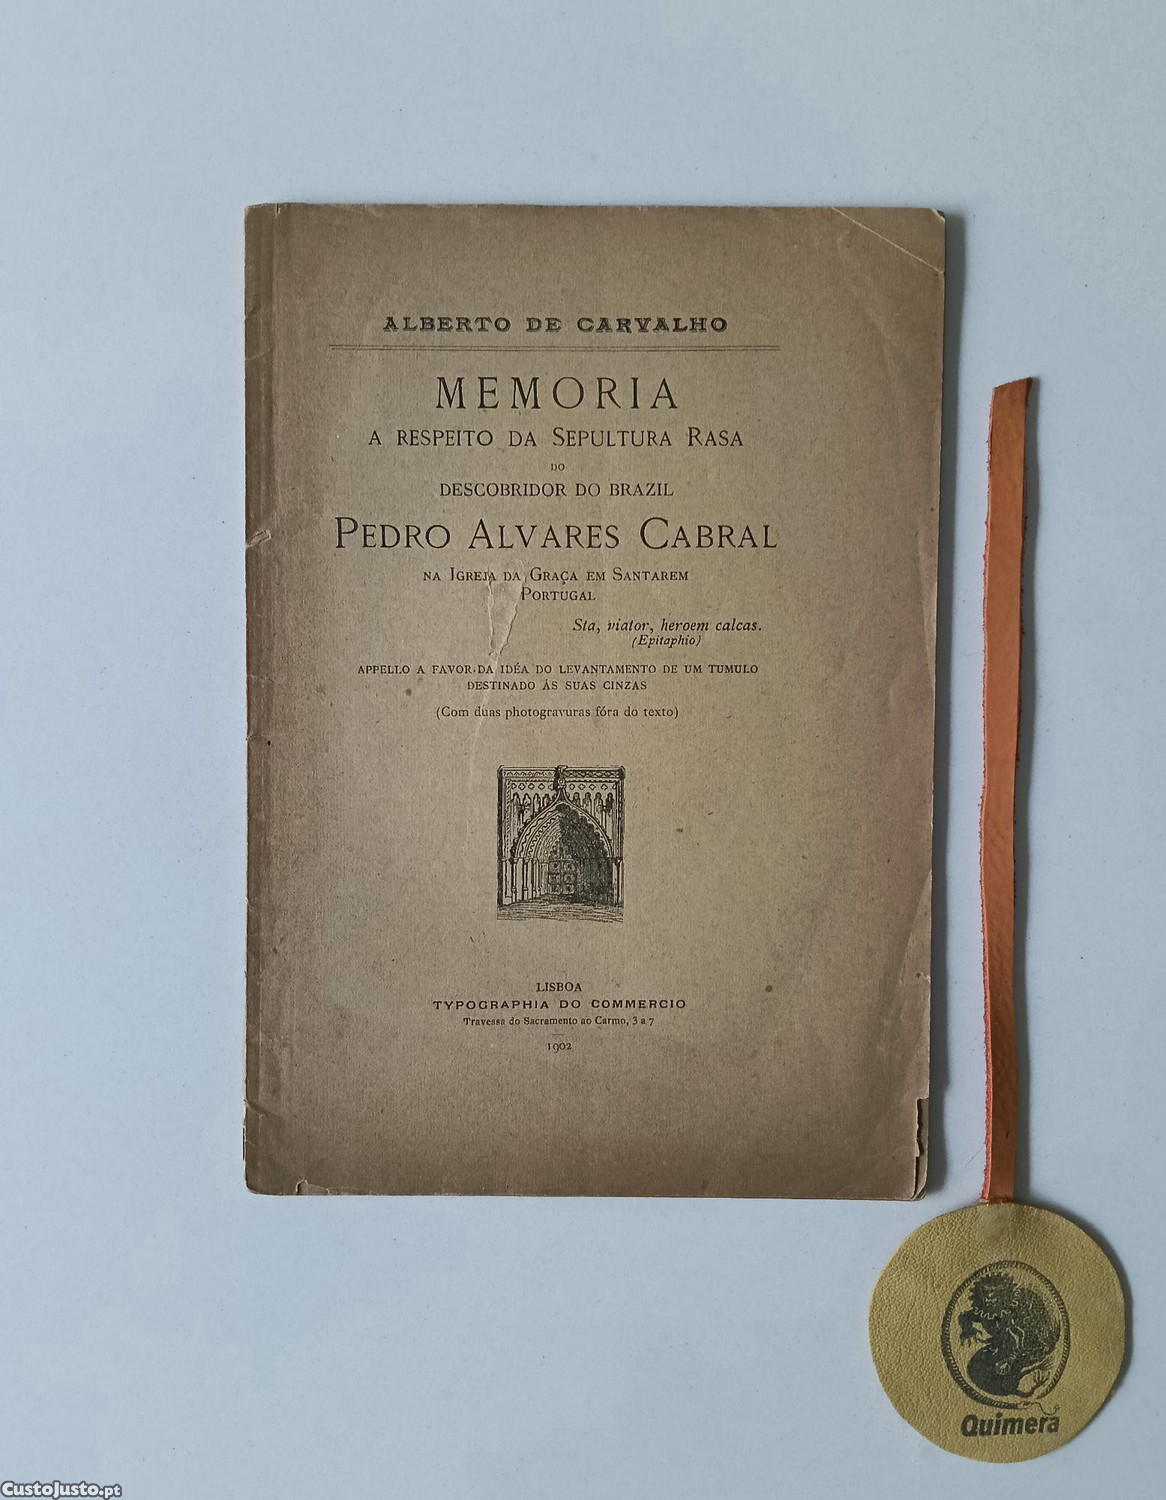 ALBERTO DE CARVALHO
MEMORIA
A RESPEITO DA SEPULTURA RASA
DO
DESCOBRIDOR DO BRAZIL
PEDRO ALVARES CABRAL
NA IGREJA DA GRAÇA EM SANTAREM
PORTUGAL
Sta, viator, heroem calcas.
(Epitaphio)
APPELLO A FAVOR DA IDÉA DO LEVANTAMENTO DE UM TUMULO
DESTINADO ÁS SUAS CINZAS
(Com duas photogravuras fóra do texto)
LISBOA
TYPOGRAPHIA DO COMMERCIO
Travessa do Sacramento ao Carmo, 3 a 7
1902
Quimera
CustoJusto.pt